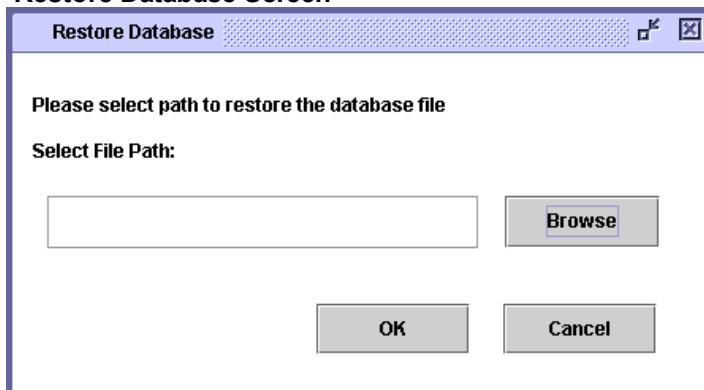 Restore Database Screen
Restore Database
Please select path to restore the database file
Select File Path:
Browse
OK
Cancel